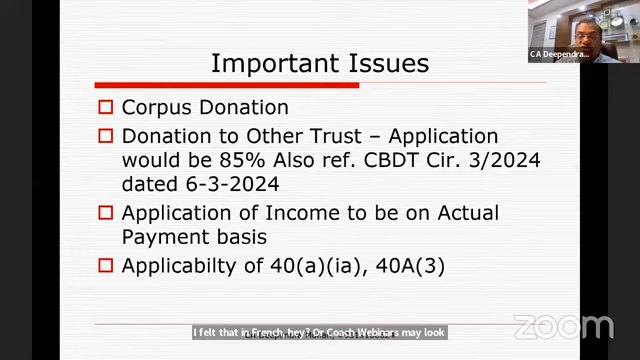 CA Deependra...
Important Issues
Corpus Donation
Donation to Other Trust – Application
would be 85% Also ref. CBDT Cir. 3/2024
dated 6-3-2024
Application of Income to be on Actual
Payment basis
Applicabilty of 40(a)(ia), 40A(3)
I felt that in French, hey? Or Coach Webinars may look
zoom